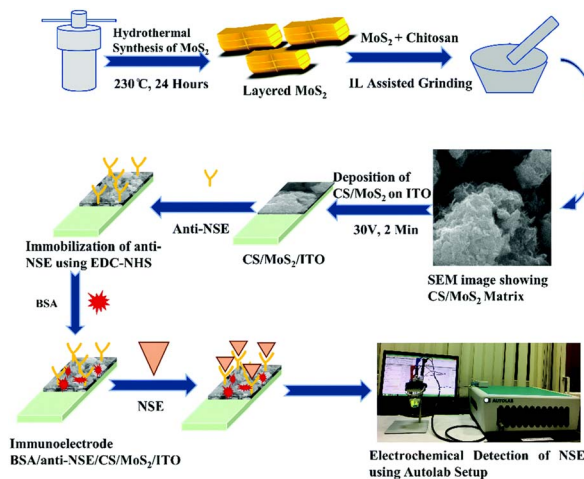 Hydrothermal
Synthesis of MoS₂
230℃, 24 Hours
Layered MoS₂
MoS₂ + Chitosan
IL Assisted Grinding
Deposition of
CS/MoS₂ on ITO
30V, 2 Min
SEM image showing
CS/MoS₂ Matrix
CS/MoS₂/ITO
Anti-NSE
Immobilization of anti-
NSE using EDC-NHS
BSA
Immunoelectrode
BSA/anti-NSE/CS/MoS₂/ITO
NSE
AUTOLAB
Electrochemical Detection of NSE
using Autolab Setup